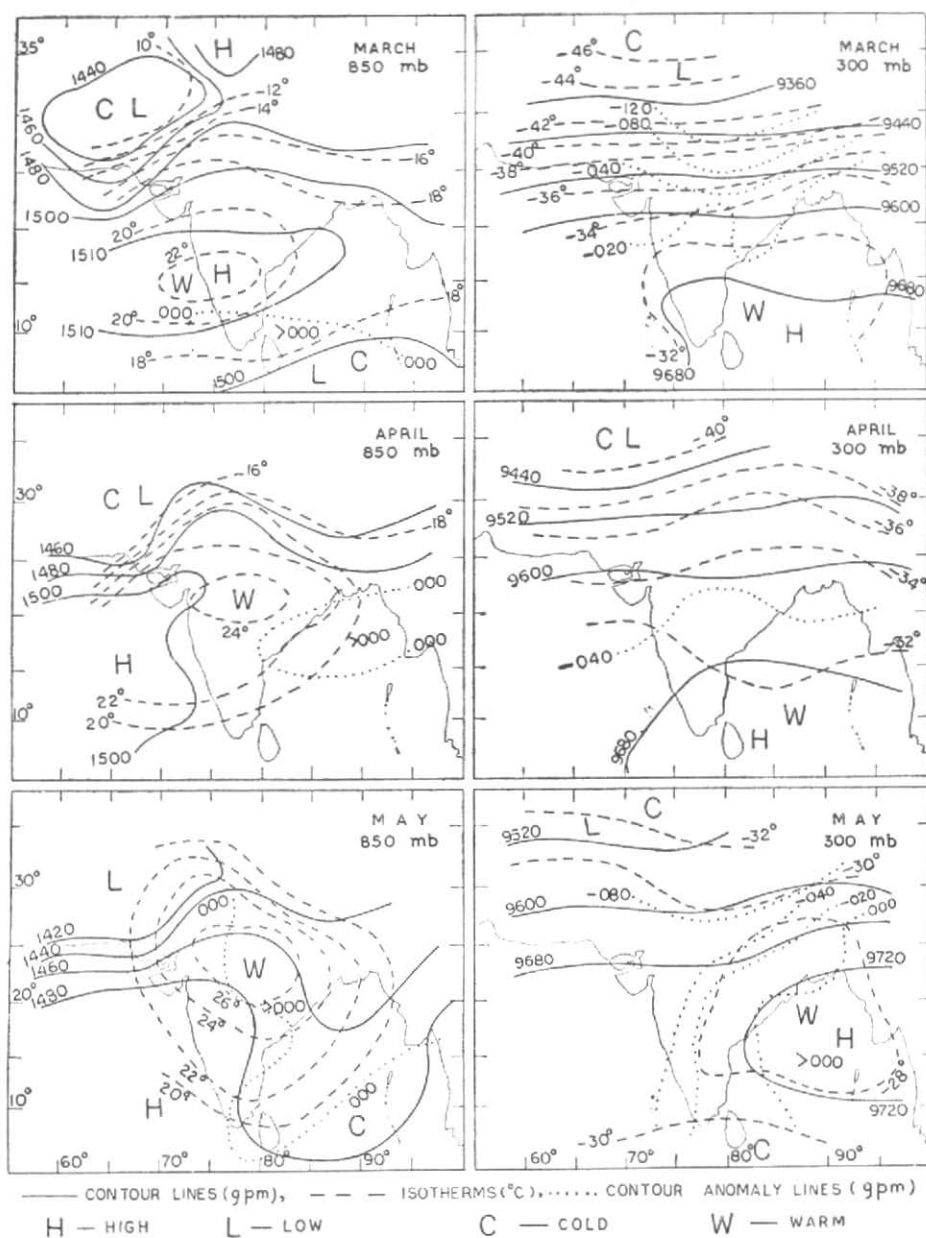 MARCH
850 mb
35°
10°
H
1480
1440
C L
12°
14°
1460
1480
16°
18°
1500
20°
1510
22°
W H
000
20°
1510
10°
>000
18°
18°
L
C
000
1500
MARCH
300 mb
-46°
C
L
-44°
9360
-120
-080
-42°
9440
-40°
-38°
-040
9520
-36°
9600
-34°
-020
9680
W
H
-32°
9680
APRIL
850 mb
16°
30°
C L
18°
1460
1480
1500
000
W
24°
>000
000
H
22°
20°
10°
1500
APRIL
300 mb
C L
-40°
9440
-38°
9520
-36°
9600
-34°
-32°
-040
W
H
9680
MAY
850 mb
30°
L
000
1420
1440
1460
W
20°
1480
26°
>000
24°
22°
20°
000
10°
H
C
60°
70°
80°
90°
MAY
300 mb
C
L
9520
-32°
-30°
-080
-040
-020
9600
000
9680
9720
W
H
>000
-28°
9720
-30°
C
60°
70°
80°
90°
CONTOUR LINES (gpm), ISOTHERMS (°C), CONTOUR ANOMALY LINES (gpm)
H — HIGH L — LOW C — COLD W — WARM